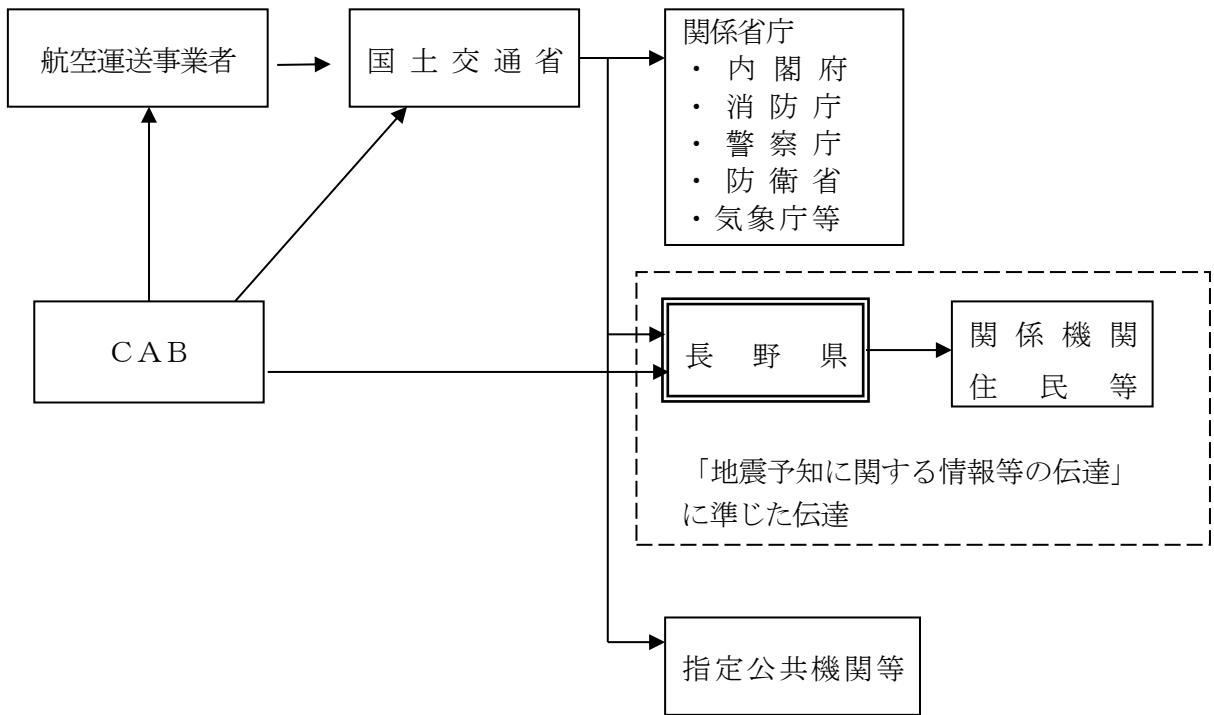 航空運送事業者
国土交通省
関係省庁
・内閣府
・消防庁
・警察庁
・防衛省
・気象庁等
ＣＡＢ
長野県
関係機関
住民等
「地震予知に関する情報等の伝達」
に準じた伝達
指定公共機関等